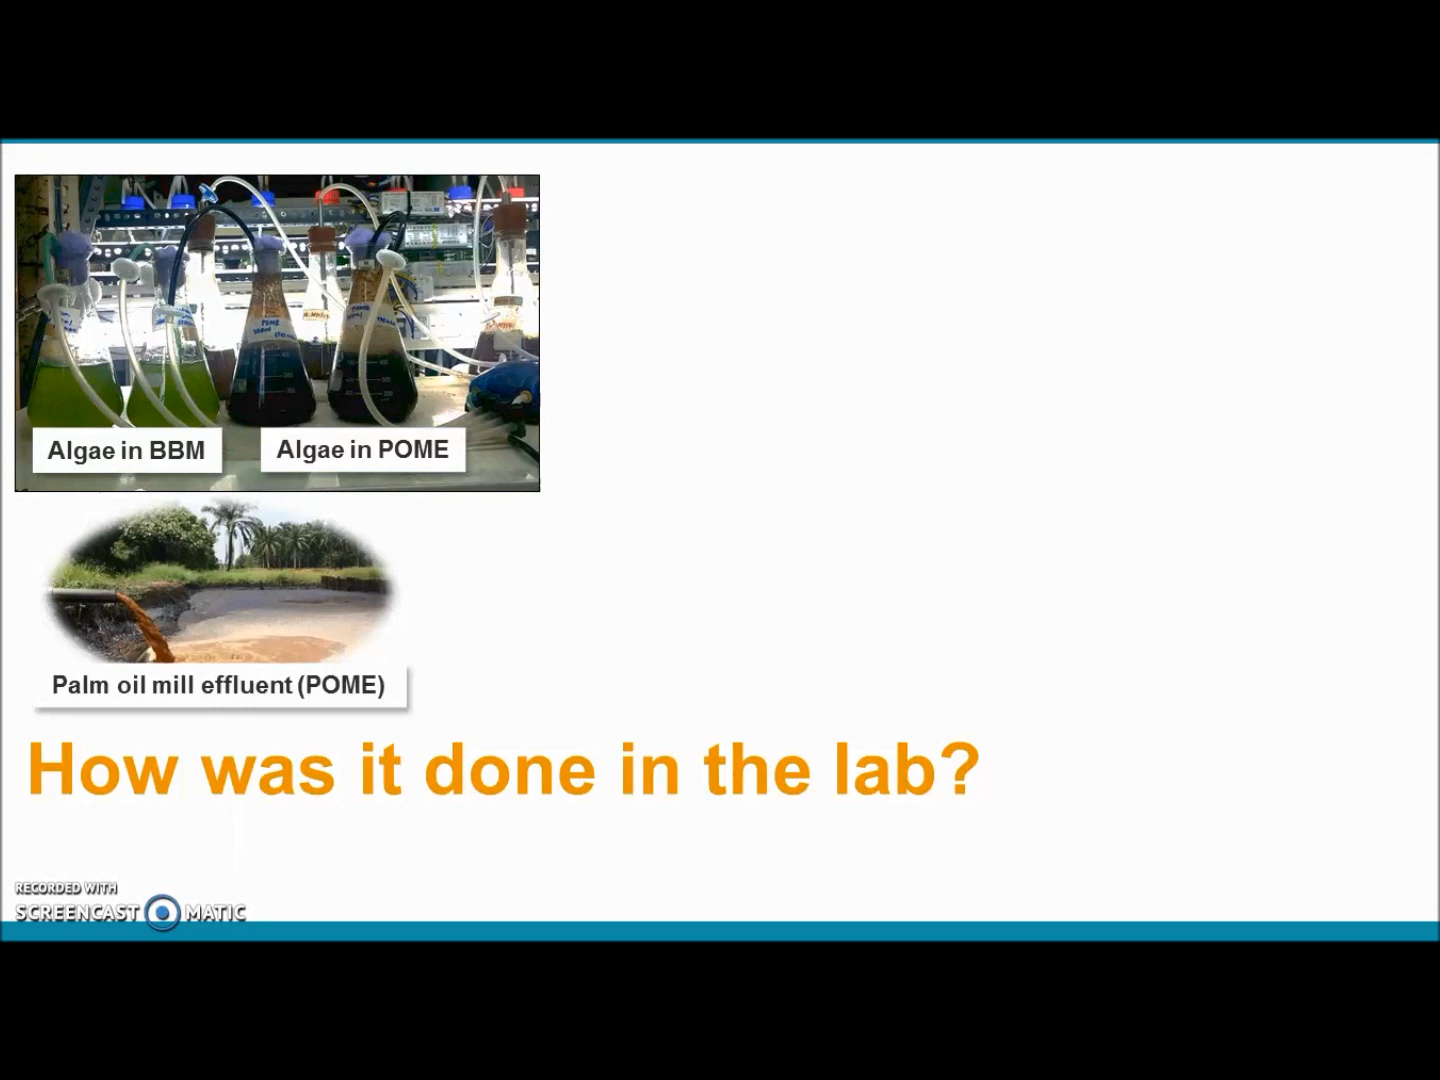 Algae in BBM
Algae in POME
Palm oil mill effluent (POME)
How was it done in the lab?
RECORDED WITH
SCREENCAST MATIC